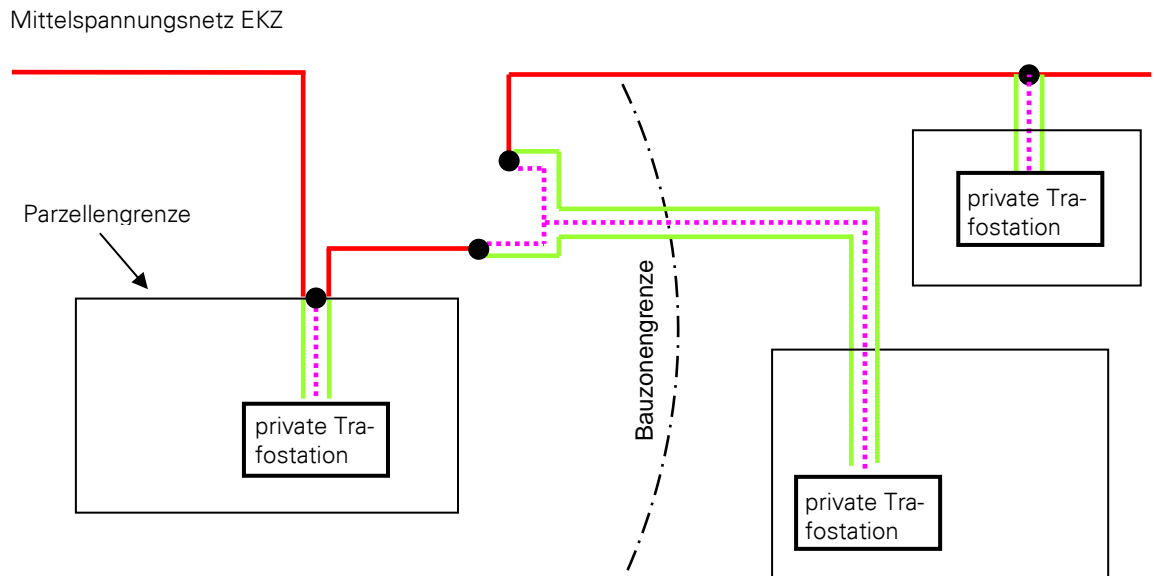 Mittelspannungsnetz EKZ
Parzellengrenze
private Tra-
fostation
Bauzonengrenze
private Tra-
fostation
private Tra-
fostation